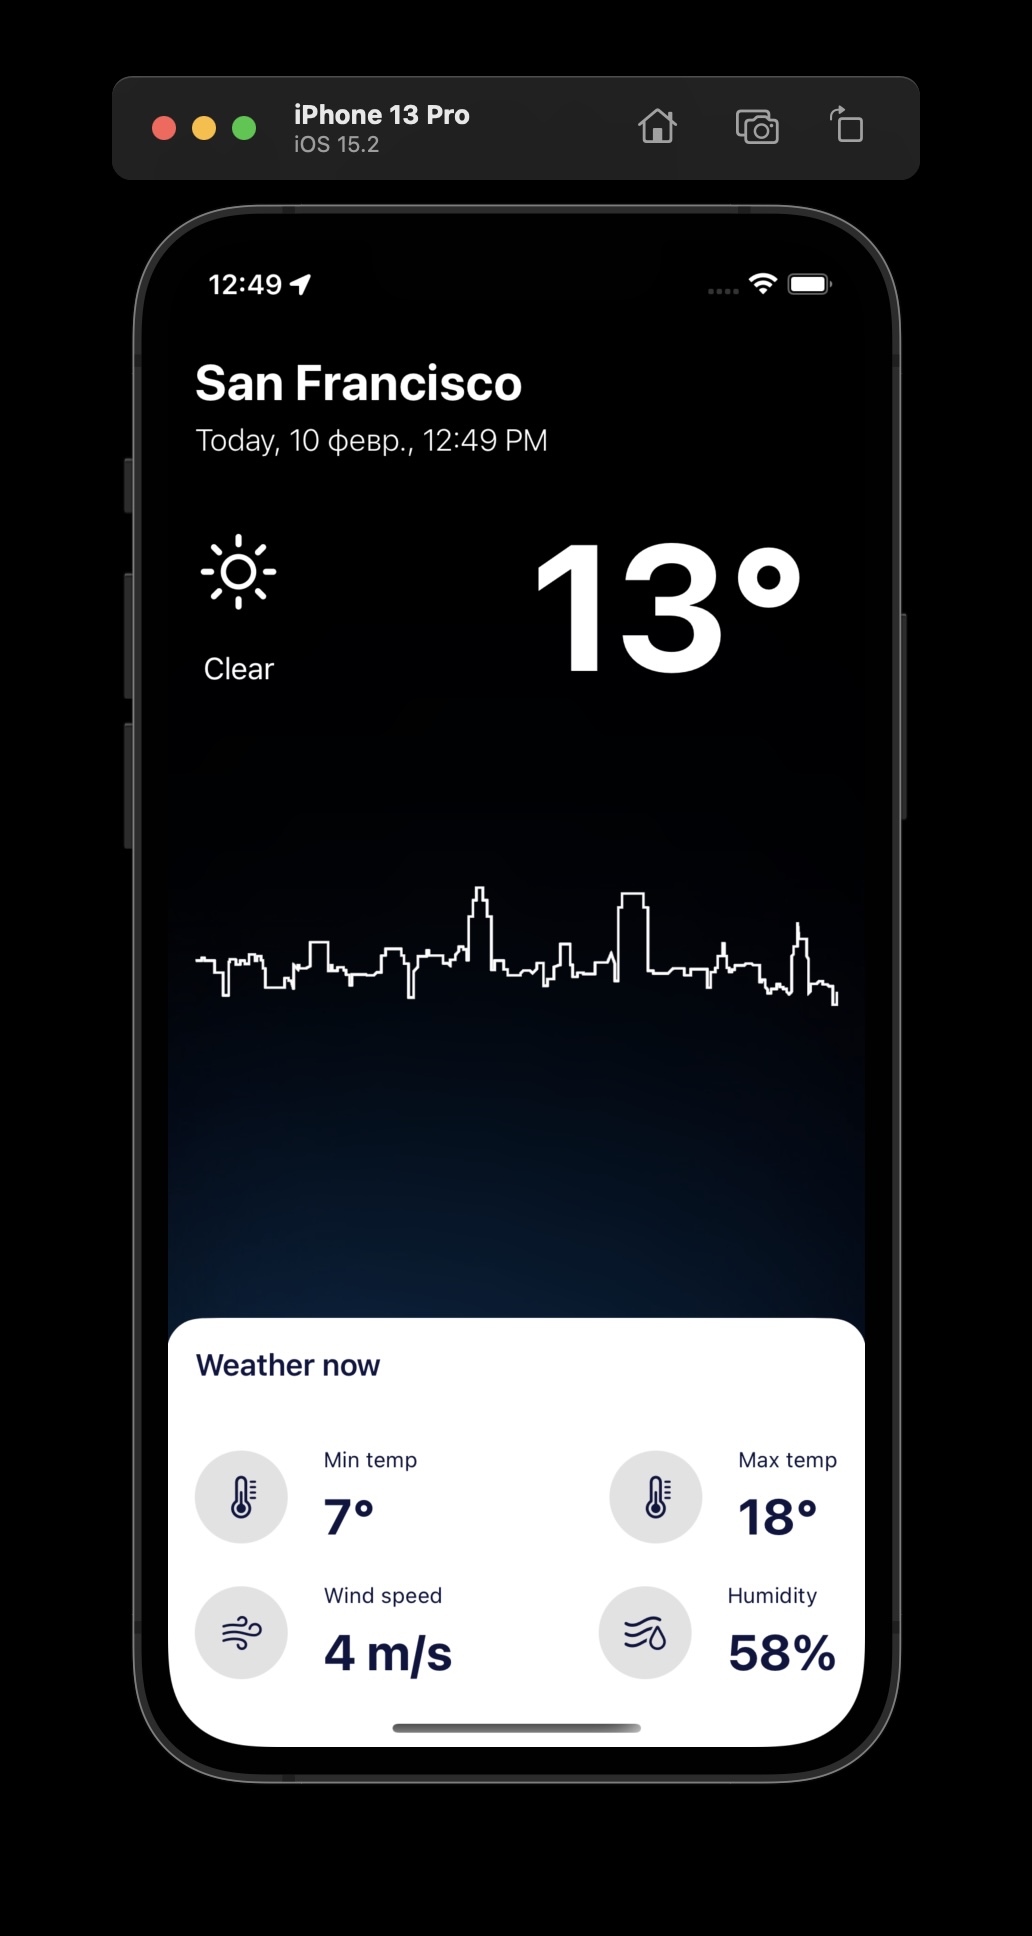 iPhone 13 Pro
iOS 15.2
12:49
San Francisco
Today, 10 февр., 12:49 PM
13°
Clear
Weather now
Min temp
7°
Max temp
18°
Wind speed
4 m/s
Humidity
58%